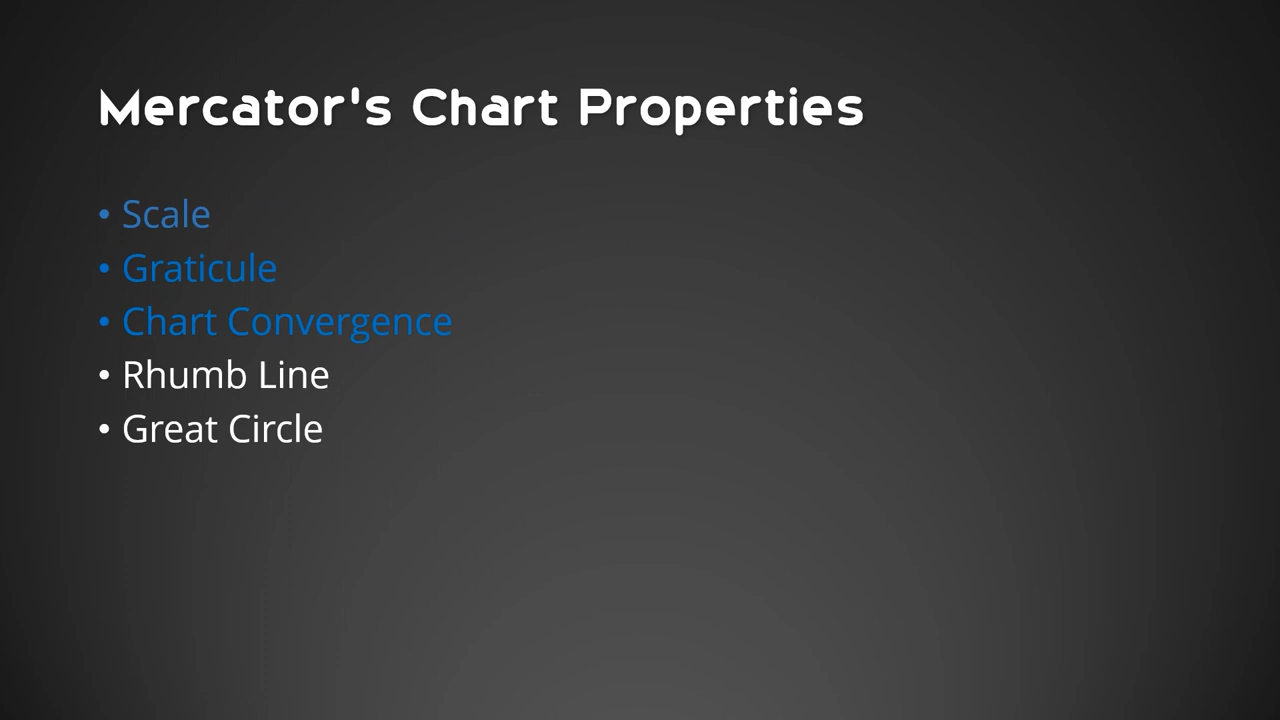 Mercator's Chart Properties
• Scale
• Graticule
• Chart Convergence
• Rhumb Line
• Great Circle